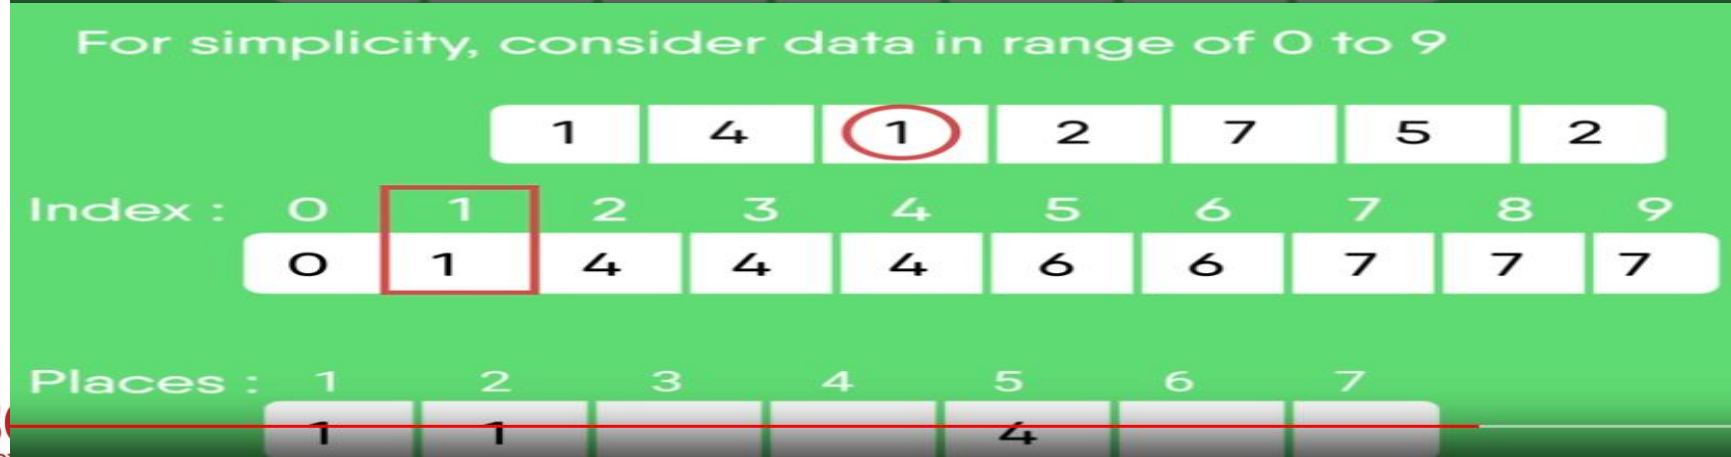 For simplicity, consider data in range of 0 to 9
1 4 1 2 7 5 2
Index : 0 1 2 3 4 5 6 7 8 9
0 1 4 4 4 6 6 7 7 7
Places : 1 2 3 4 5 6 7
1 1 4